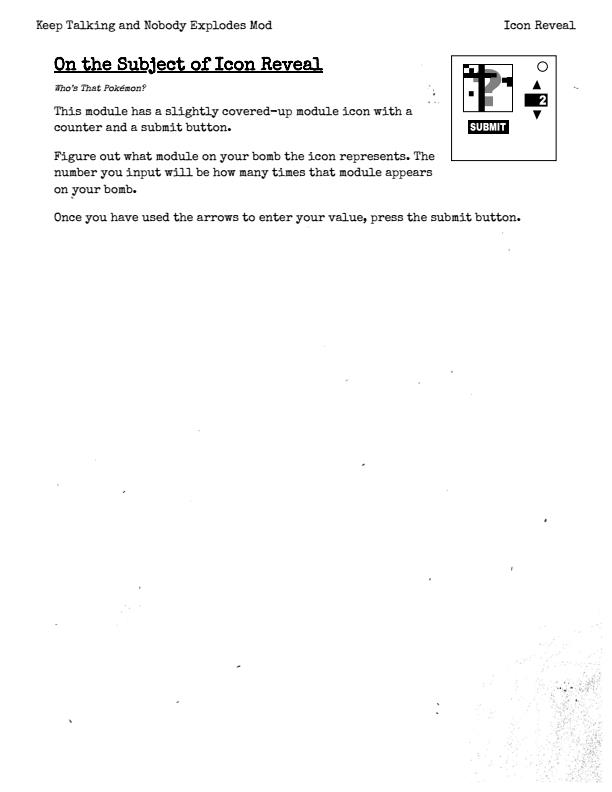 Keep Talking and Nobody Explodes Mod
Icon Reveal
On the Subject of Icon Reveal
Who's That Pokémon?
This module has a slightly covered-up module icon with a
counter and a submit button.
?
2
SUBMIT
Figure out what module on your bomb the icon represents. The
number you input will be how many times that module appears
on your bomb.
Once you have used the arrows to enter your value, press the submit button.